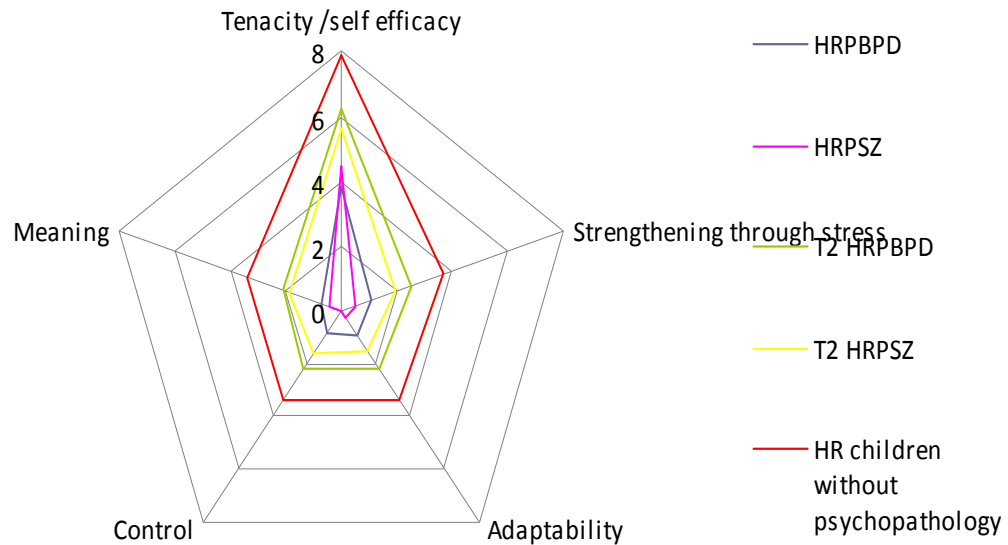 Tenacity /self efficacy
8
6
4
2
0
Meaning
Strengthening through stress
Control
Adaptability
HRPBPD
HRPSZ
T2 HRPBPD
T2 HRPSZ
HR children
without
psychopathology